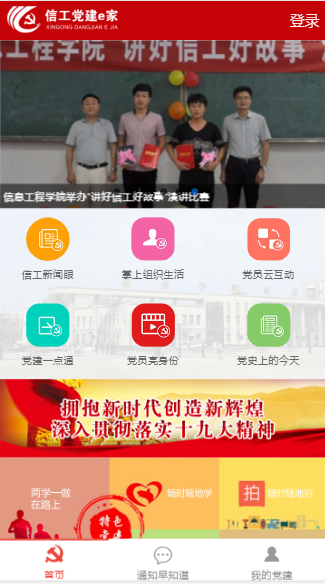 信工党建e家
XINGONG DANGJIAN E JIA
登录
息工程学院 讲好信工好故事
信息工程学院举办“讲好信工好故事”演讲比赛
信工新闻眼
掌上组织生活
党员云互动
党建一点通
党员亮身份
党史上的今天
拥抱新时代创造新辉煌
深入贯彻落实十九大精神
两学一做
在路上
随时随地学
拍
随时随地拍
特色
党建
首页
通知早知道
我的党建